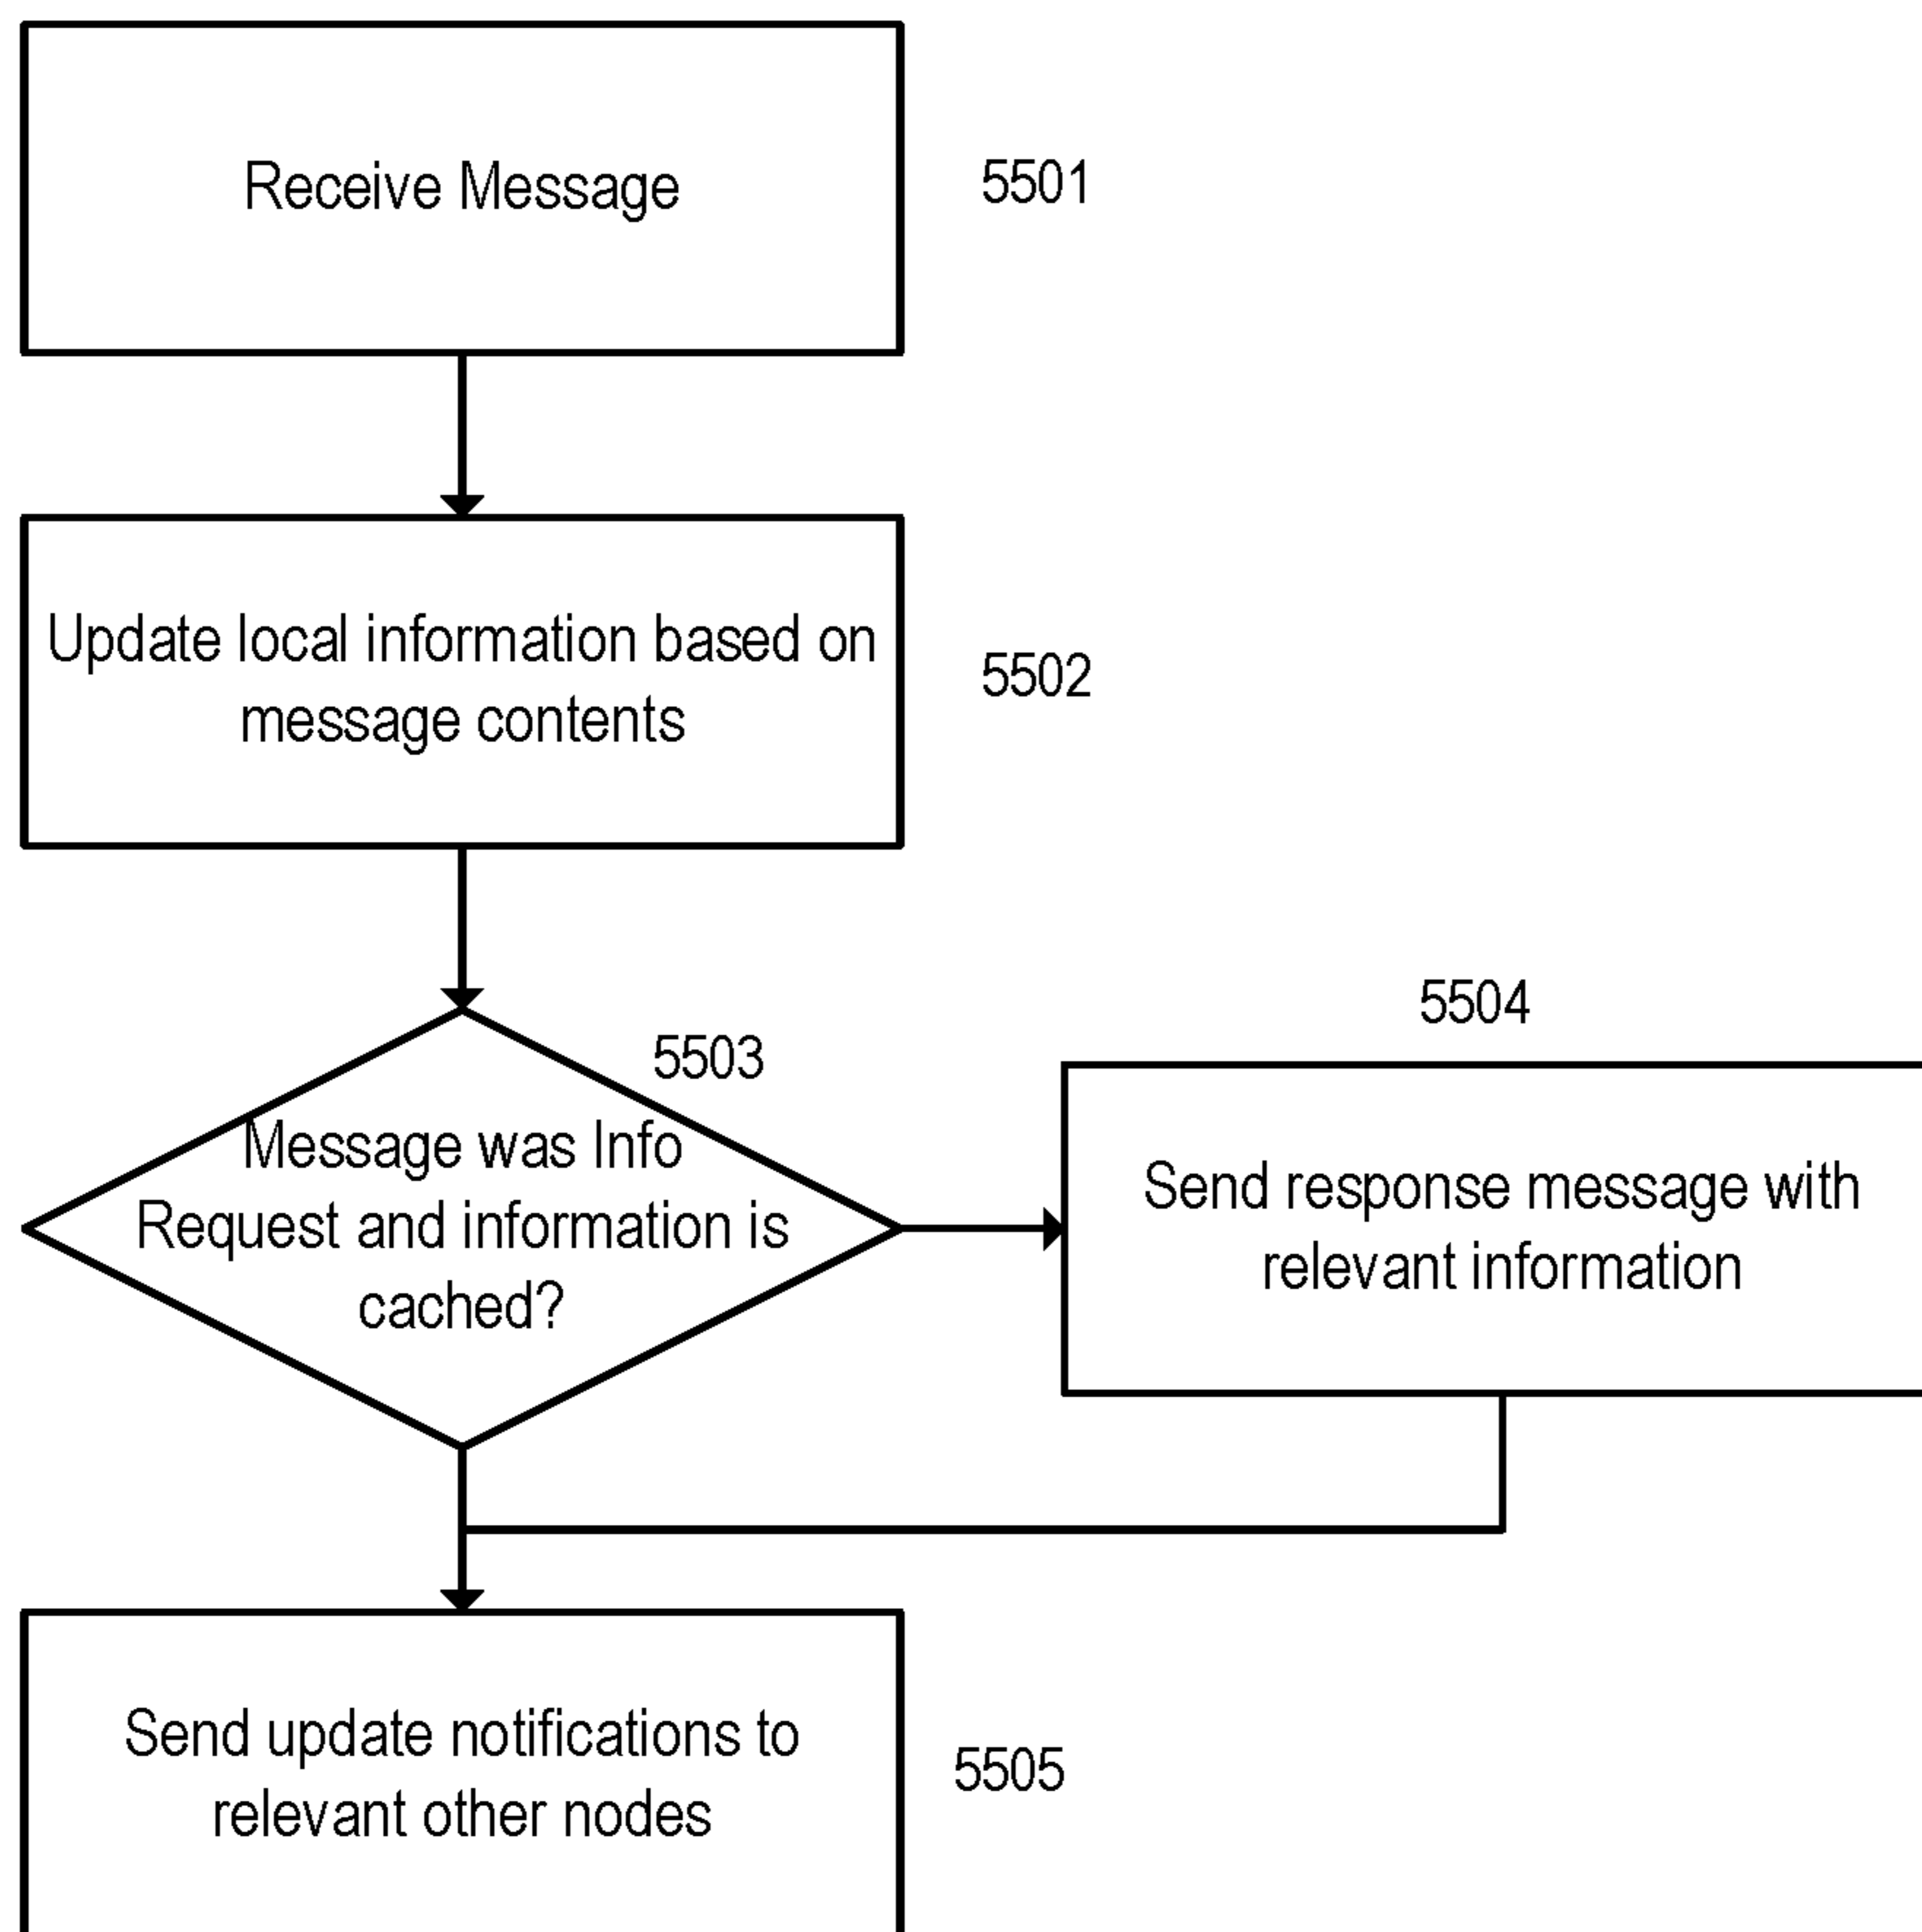 Receive Message
5501
Update local information based on
message contents
5502
5503
Message was Info
Request and information is
cached?
5504
Send response message with
relevant information
Send update notifications to
relevant other nodes
5505